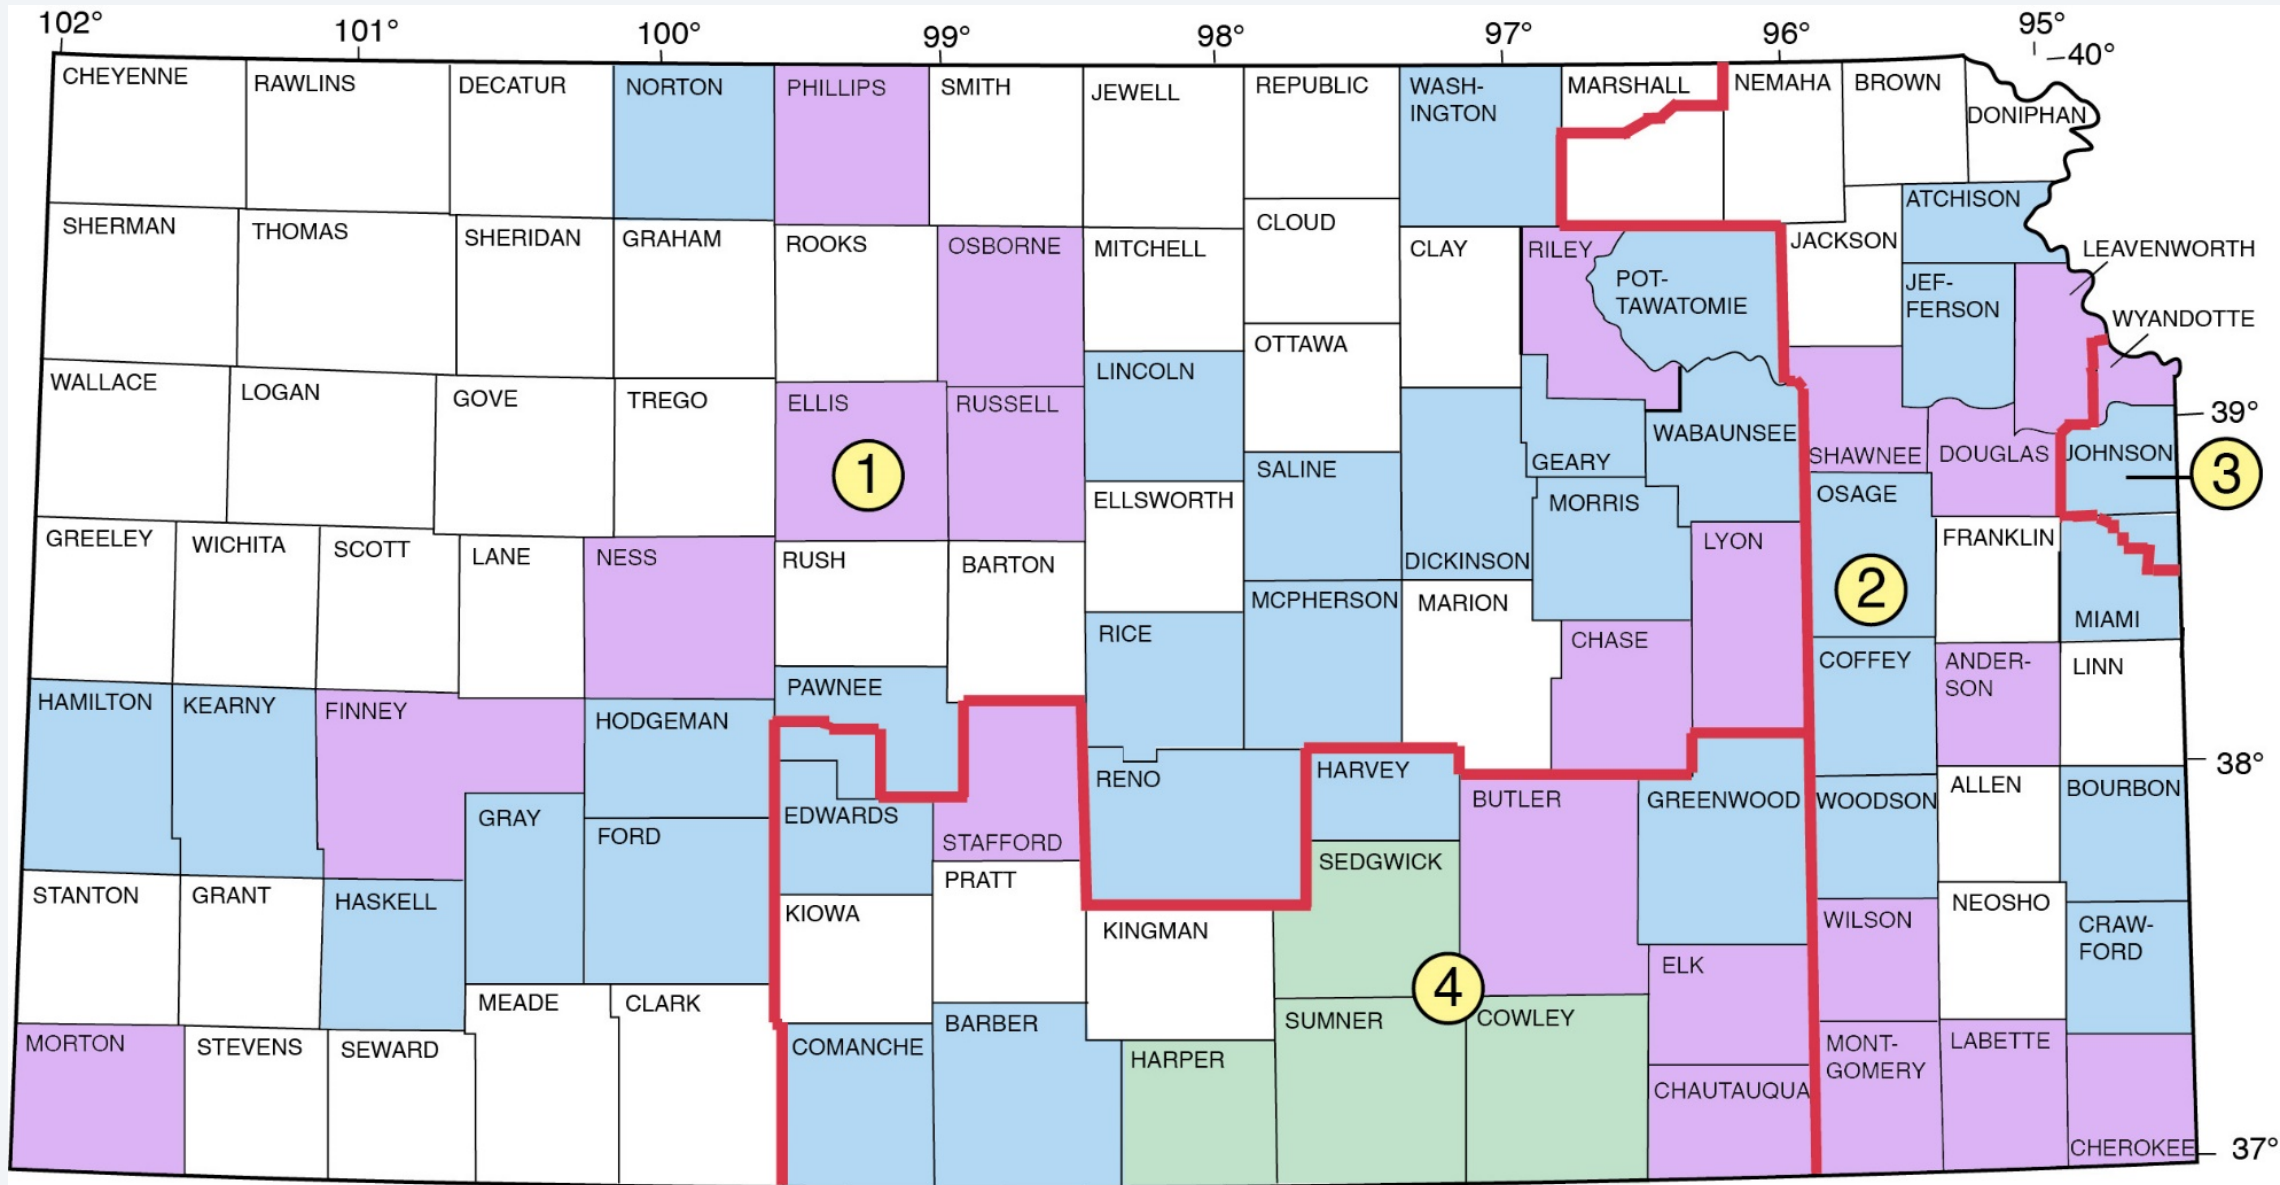 102°
101°
100°
99°
98°
97°
96°
95°
40°
CHEYENNE
RAWLINS
DECATUR
NORTON
PHILLIPS
SMITH
JEWELL
REPUBLIC
WASH-
INGTON
MARSHALL
NEMAHA
BROWN
DONIPHAN
ATCHISON
SHERMAN
THOMAS
SHERIDAN
GRAHAM
ROOKS
OSBORNE
MITCHELL
CLOUD
CLAY
RILEY
POT-
TAWATOMIE
JACKSON
JEF-
FERSON
LEAVENWORTH
WYANDOTTE
OTTAWA
WALLACE
LOGAN
GOVE
TREGO
ELLIS
RUSSELL
LINCOLN
39°
1
SALINE
GEARY
WABAUNSEE
SHAWNEE
DOUGLAS
JOHNSON
3
ELLSWORTH
DICKINSON
MORRIS
OSAGE
GREELEY
WICHITA
SCOTT
LANE
NESS
RUSH
BARTON
LYON
FRANKLIN
2
MCPHERSON
MARION
RICE
CHASE
MIAMI
HAMILTON
KEARNY
FINNEY
HODGEMAN
PAWNEE
COFFEY
ANDER-
SON
LINN
38°
RENO
HARVEY
BUTLER
GREENWOOD
WOODSON
ALLEN
BOURBON
GRAY
FORD
EDWARDS
STAFFORD
SEDGWICK
STANTON
GRANT
HASKELL
KIOWA
PRATT
KINGMAN
WILSON
NEOSHO
CRAW-
FORD
ELK
4
MEADE
CLARK
BARBER
SUMNER
COWLEY
MORTON
STEVENS
SEWARD
COMANCHE
HARPER
CHAUTAUQUA
MONT-
GOMERY
LABETTE
CHEROKEE
37°